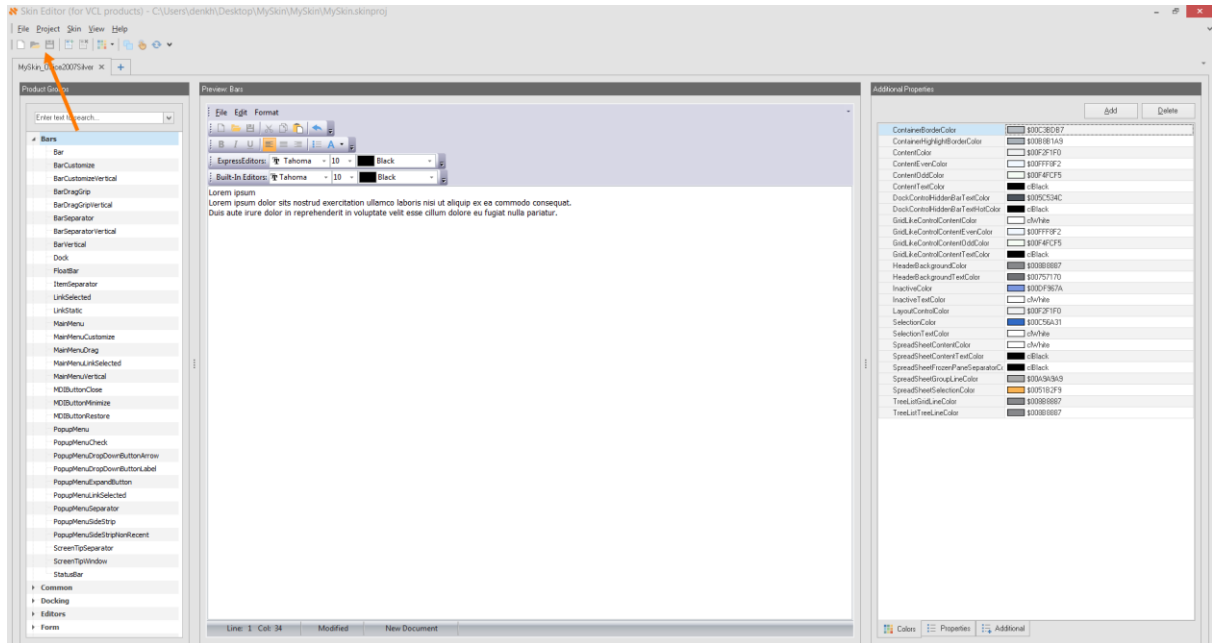 Skin Editor (for VCL products) - C:\Users\denkh\Desktop\MySkin\MySkin\MySkin.skinproj
File Project Skin View Help
MySkin_Office2007Silver
Product Groups
Enter text to search...
Bars
Bar
BarCustomize
BarCustomizeVertical
BarDragGrip
BarDragGripVertical
BarSeparator
BarSeparatorVertical
BarVertical
Dock
FloatBar
ItemSeparator
LinkSelected
LinkStatic
MainMenu
MainMenuCustomize
MainMenuDrag
MainMenuLinkSelected
MainMenuVertical
MDIButtonClose
MDIButtonMinimize
MDIButtonRestore
PopupMenu
PopupMenuCheck
PopupMenuDropDownButtonArrow
PopupMenuDropDownButtonLabel
PopupMenuExpandButton
PopupMenuLinkSelected
PopupMenuSeparator
PopupMenuSideStrip
PopupMenuSideStripNonRecent
ScreenTipSeparator
ScreenTipWindow
StatusBar
Common
Docking
Editors
Form
Preview: Bars
File Edit Format
B I U A
ExpressEditors: Tahoma 10 Black
Built-In Editors: Tahoma 10 Black
Lorem ipsum
Lorem ipsum dolor sits nostrud exercitation ullamco laboris nisi ut aliquip ex ea commodo consequat.
Duis aute irure dolor in reprehenderit in voluptate velit esse cillum dolore eu fugiat nulla pariatur.
Line: 1 Col: 34 Modified New Document
Additional Properties
Add Delete
ContainerBorderColor $00C3BDB7
ContainerHighlightBorderColor $00B8B1A9
ContentColor $00F2F1F0
ContentEvenColor $00FFF8F2
ContentOddColor $00F4FCF5
ContentTextColor clBlack
DockControlHiddenBarTextColor $005C534C
DockControlHiddenBarTextHotColor clBlack
GridLikeControlContentColor clWhite
GridLikeControlContentEvenColor $00FFF8F2
GridLikeControlContentOddColor $00F4FCF5
GridLikeControlContentTextColor clBlack
HeaderBackgroundColor $008B8887
HeaderBackgroundTextColor $00757170
InactiveColor $00DF967A
InactiveTextColor clWhite
LayoutControlColor $00F2F1F0
SelectionColor $00C56A31
SelectionTextColor clWhite
SpreadSheetContentColor clWhite
SpreadSheetContentTextColor clBlack
SpreadSheetFrozenPaneSeparatorC clBlack
SpreadSheetGroupLineColor $00A9A9A9
SpreadSheetSelectionColor $0051B2F9
TreeListGridLineColor $008B8887
TreeListTreeLineColor $008B8887
Colors Properties Additional